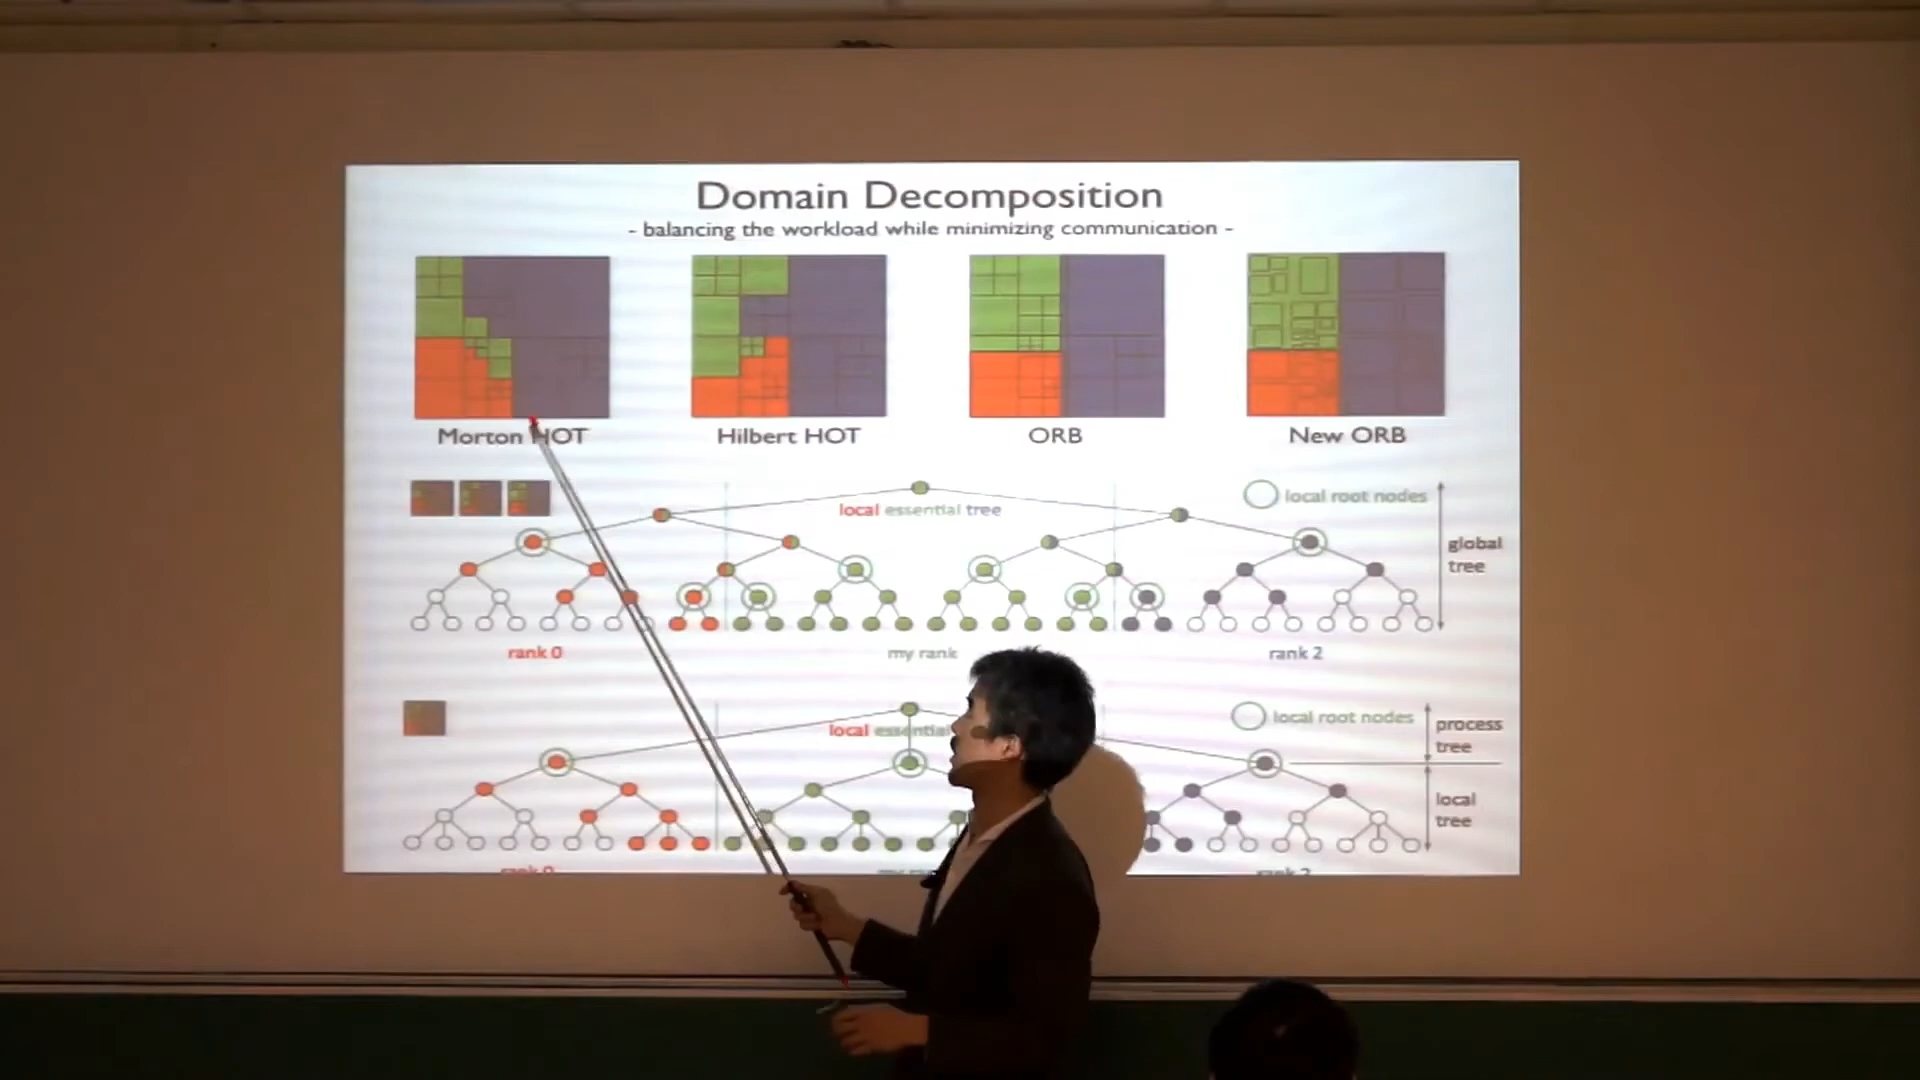 Domain Decomposition
- balancing the workload while minimizing communication -
Morton HOT
Hilbert HOT
ORB
New ORB
local essential tree
local root nodes
global
tree
rank 0
my rank
rank 2
local essential
local root nodes
process
tree
local
tree
rank 0
rank 2